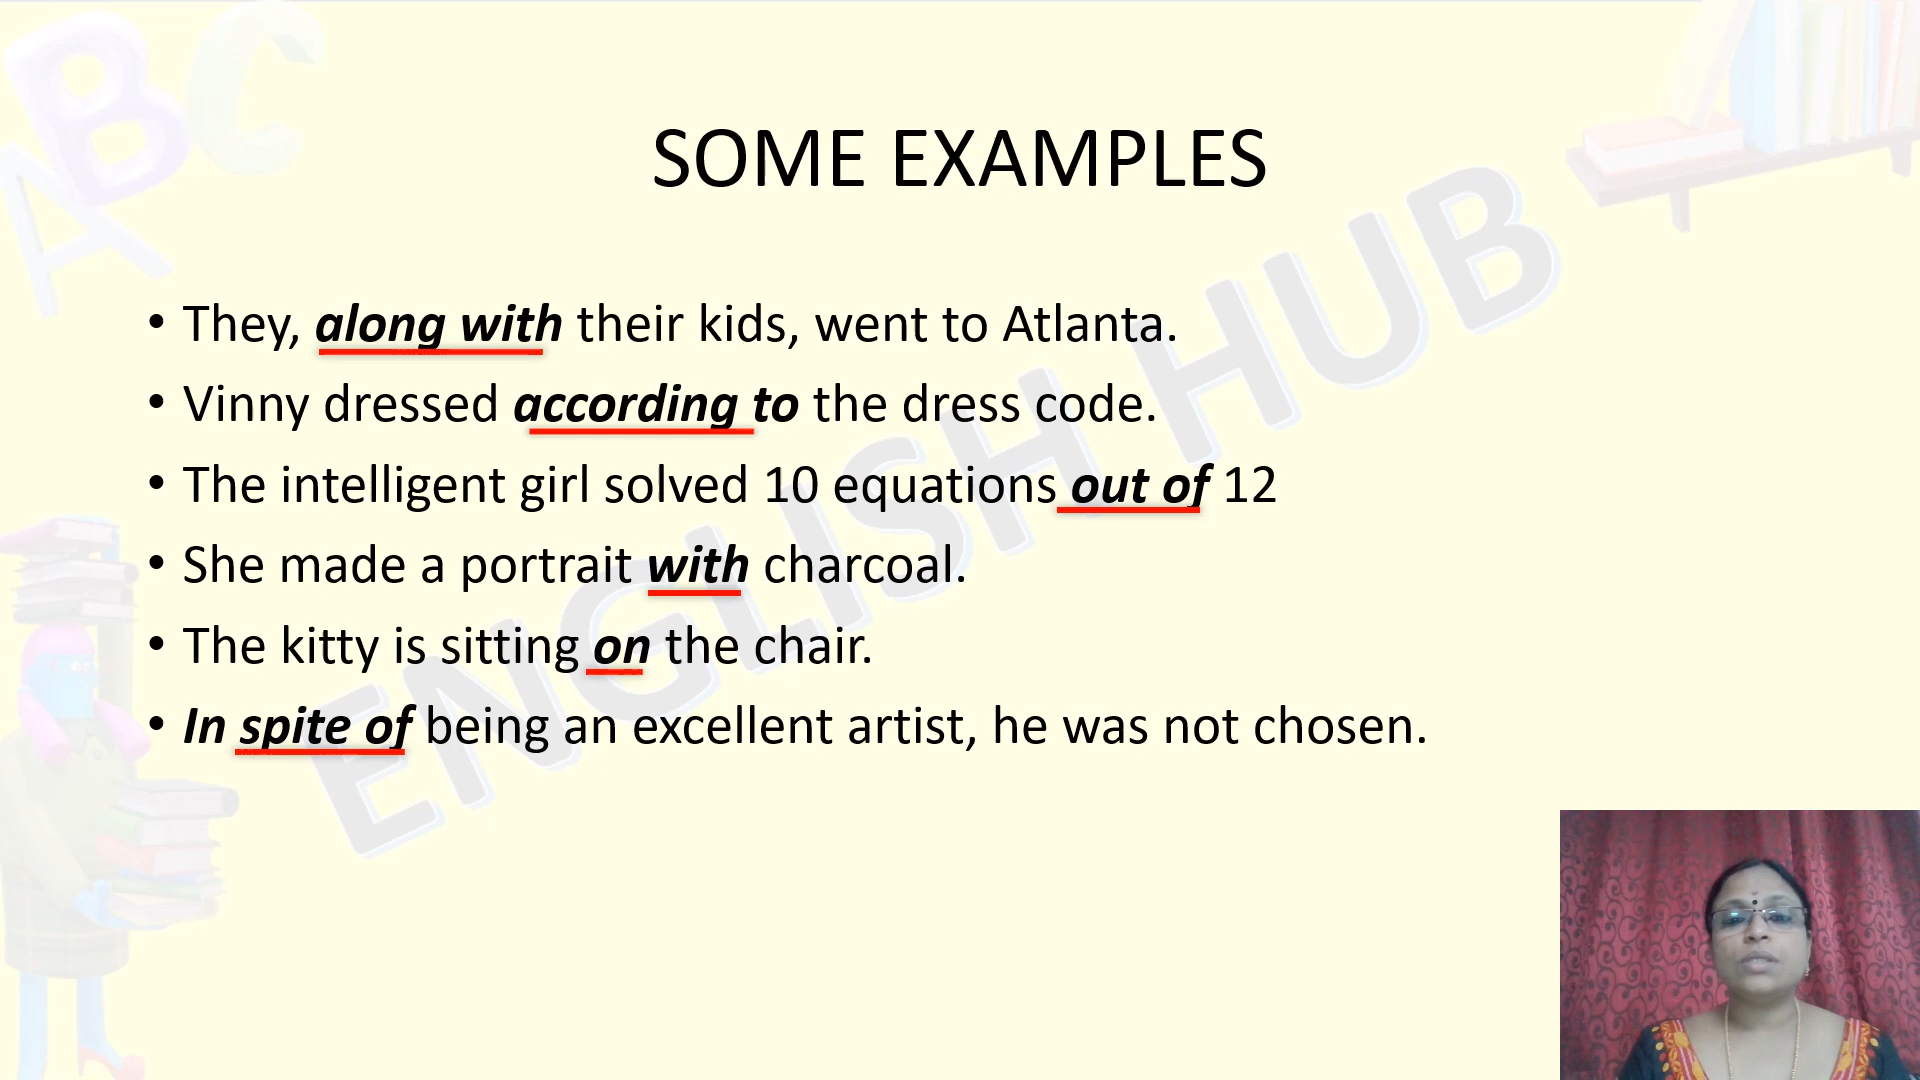 SOME EXAMPLES
• They, along with their kids, went to Atlanta.
• Vinny dressed according to the dress code.
• The intelligent girl solved 10 equations out of 12
• She made a portrait with charcoal.
• The kitty is sitting on the chair.
• In spite of being an excellent artist, he was not chosen.
ENGLISH HUB
ABC